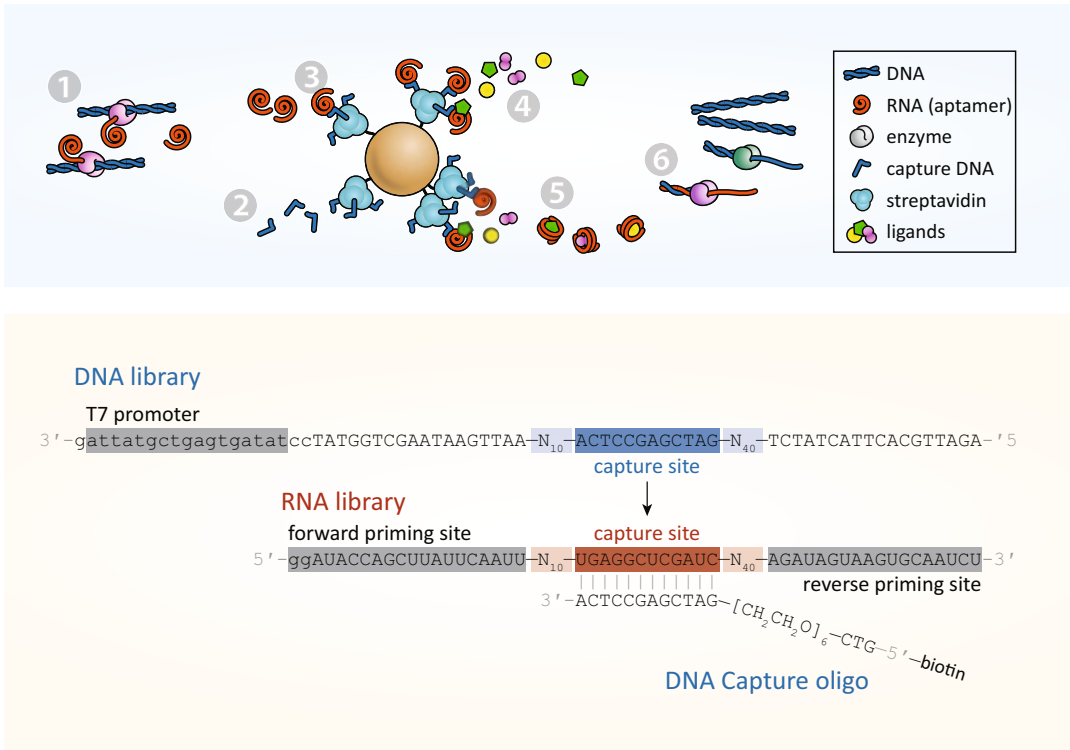 1
2
3
4
5
6
DNA
RNA (aptamer)
enzyme
capture DNA
streptavidin
ligands
DNA library
T7 promoter
3′-gattatgctgagtgatatccTATGGTCGAATAAGTTAA-N10-ACTCCGAGCTAG-N40-TCTATCATTCACGTTAGA-′5
capture site
RNA library
forward priming site
capture site
5′-ggAUACCAGCUUAUUCAAUU-N10-UGAGGCUCGAUC-N40-AGAUAGUAAGUGCAAUCU-3′
reverse priming site
3′-ACTCCGAGCTAG-[CH2CH2O]6-CTG-5′-biotin
DNA Capture oligo